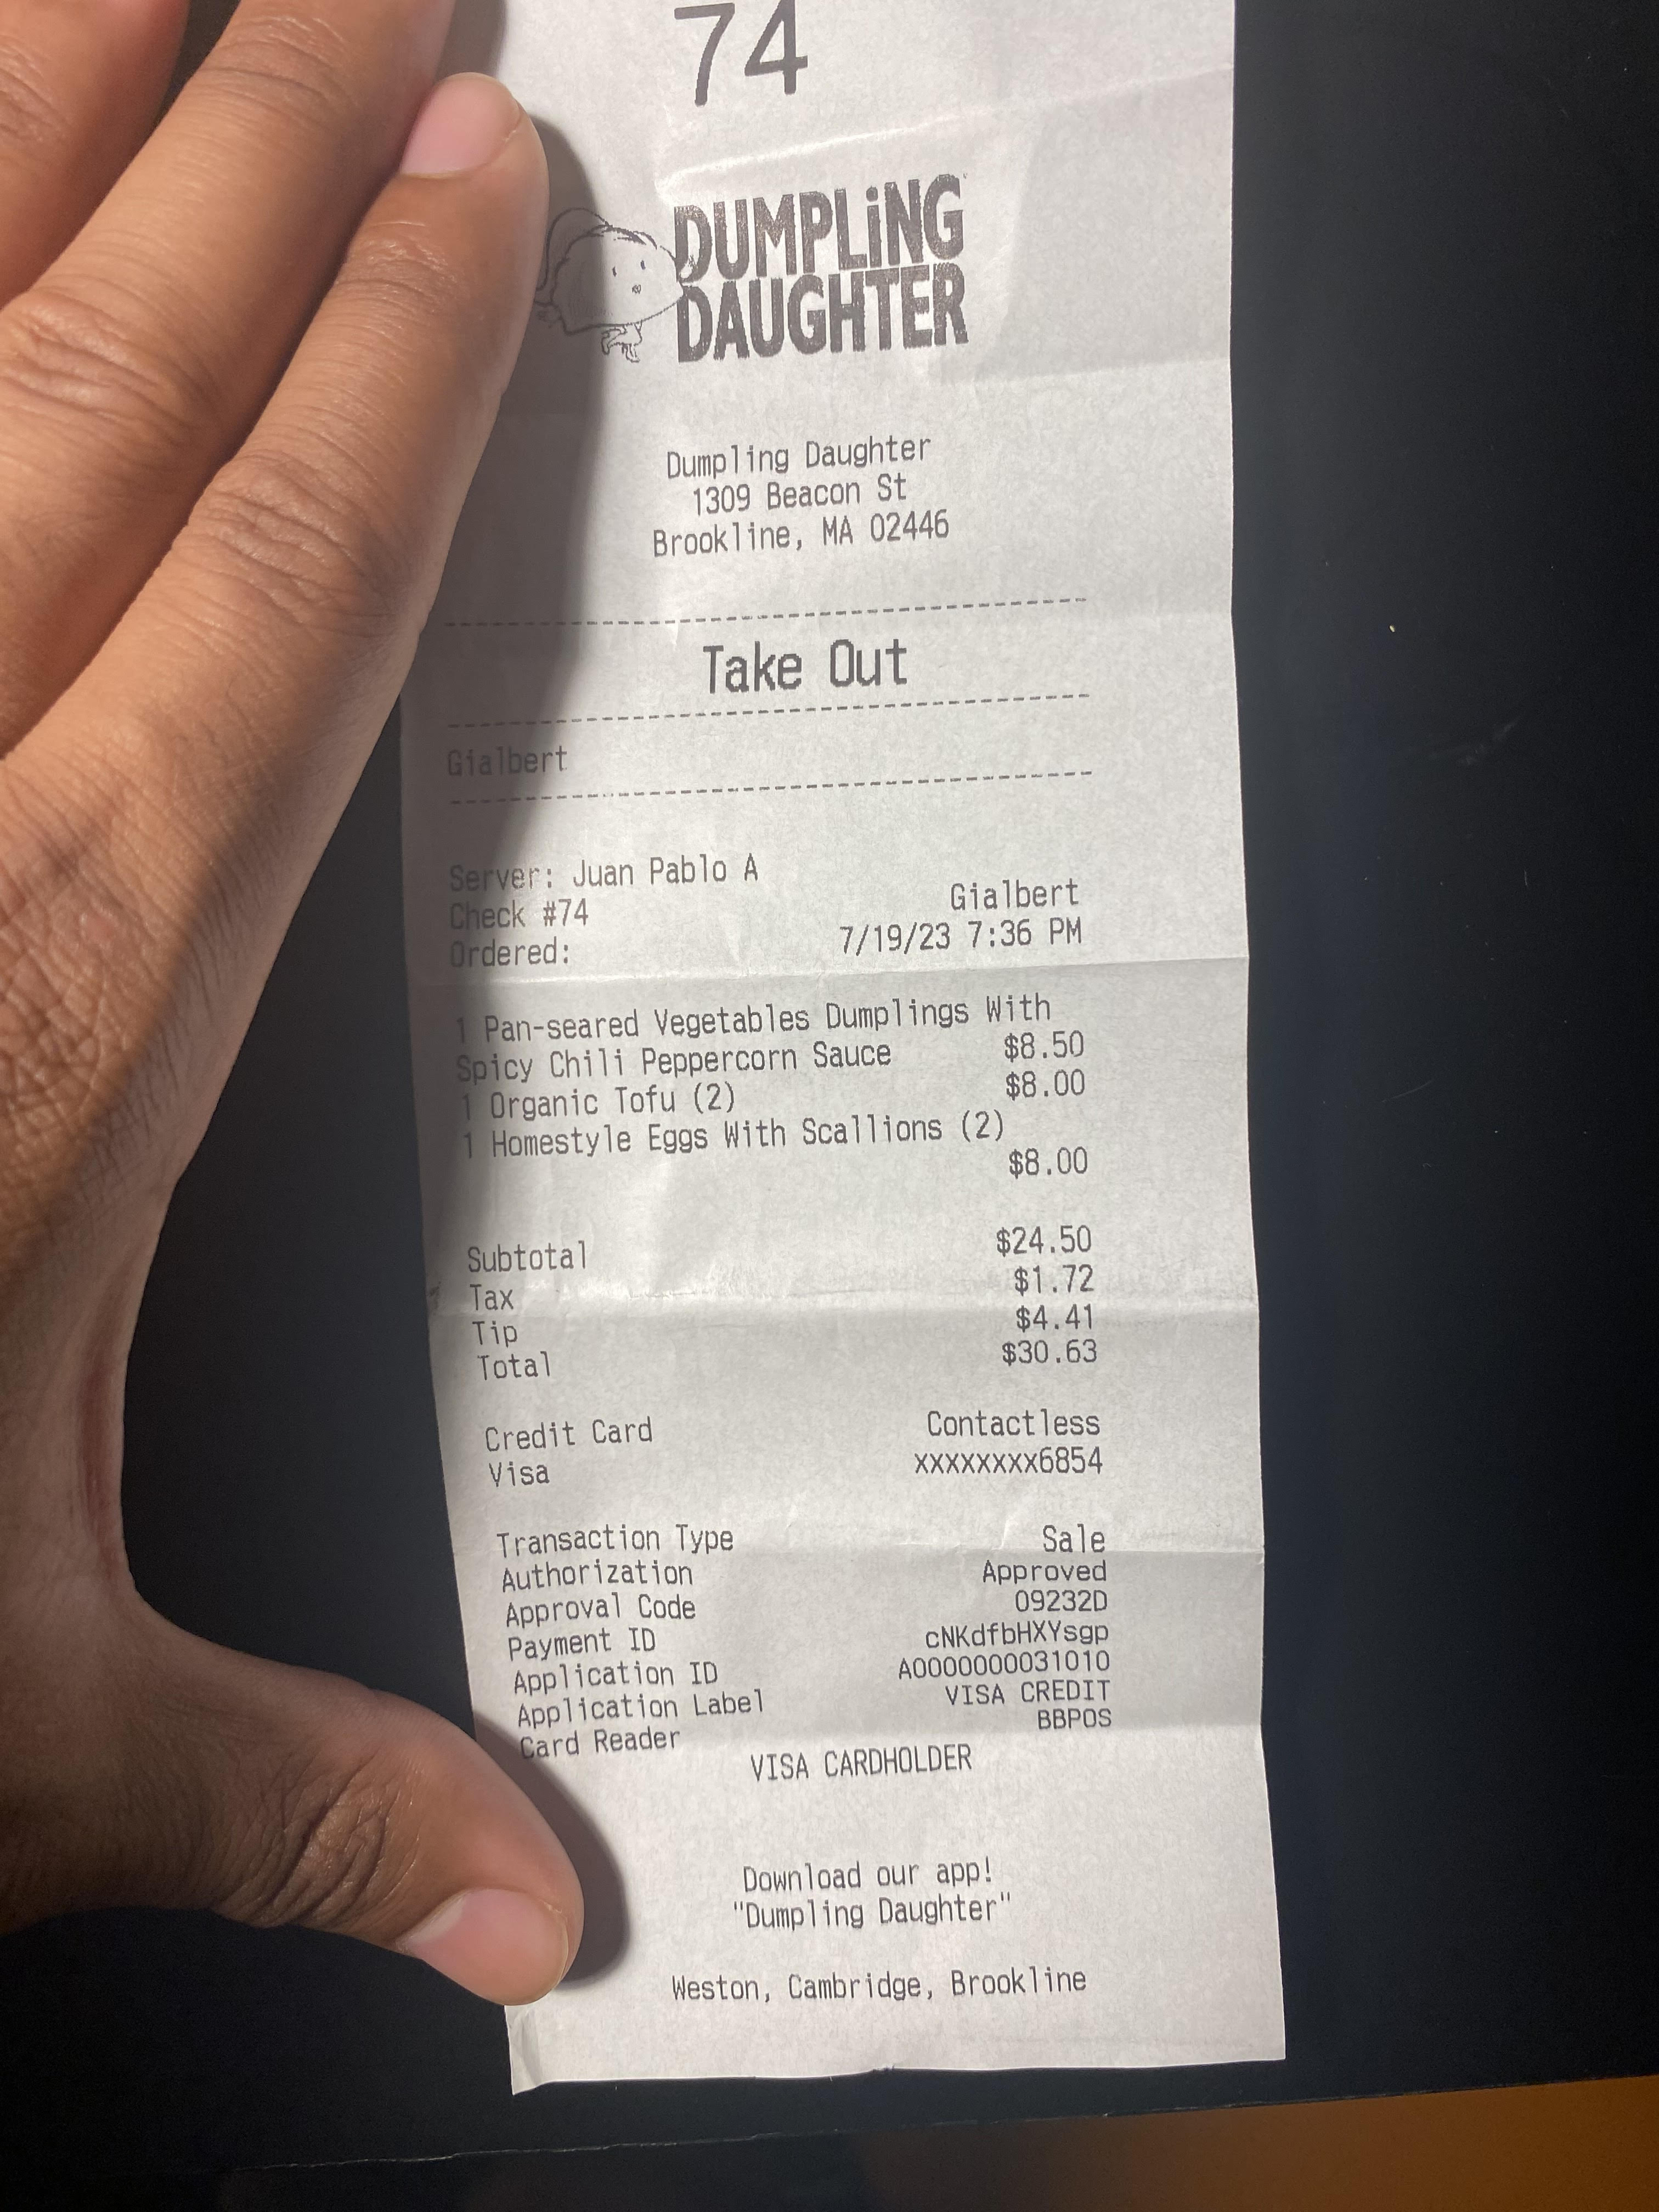 74
DUMPLiNG
DAUGHTER
Dumpling Daughter
1309 Beacon St
Brookline, MA 02446
Take Out
Gialbert
Server: Juan Pablo A
Check #74 Gialbert
Ordered: 7/19/23 7:36 PM
1 Pan-seared Vegetables Dumplings With
Spicy Chili Peppercorn Sauce $8.50
1 Organic Tofu (2) $8.00
1 Homestyle Eggs With Scallions (2)
$8.00
Subtotal $24.50
Tax $1.72
Tip $4.41
Total $30.63
Credit Card Contactless
Visa xxxxxxxx6854
Transaction Type Sale
Authorization Approved
Approval Code 09232D
Payment ID cNKdfbHXYsgp
Application ID A0000000031010
Application Label VISA CREDIT
Card Reader BBPOS
VISA CARDHOLDER
Download our app!
"Dumpling Daughter"
Weston, Cambridge, Brookline